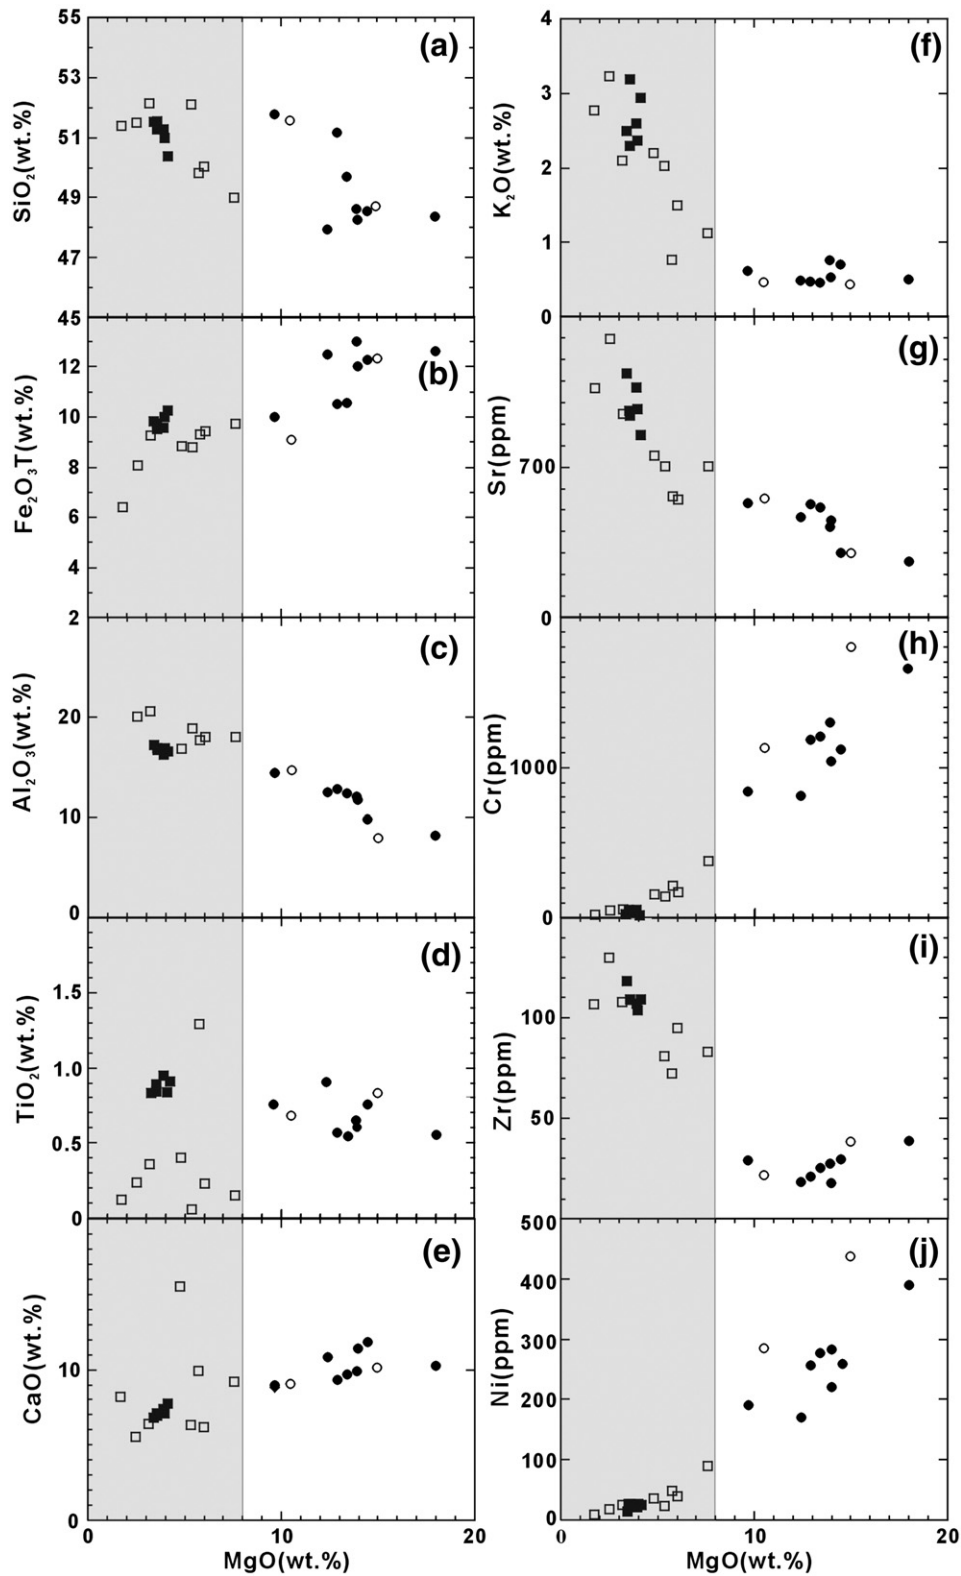 55
(a)
53
51
49
47
45
SiO₂(wt.%)
12
(b)
10
8
6
4
2
Fe₂O₃T(wt.%)
(c)
20
10
0
Al₂O₃(wt.%)
(d)
1.5
1.0
0.5
0
TiO₂(wt.%)
(e)
10
0
CaO(wt.%)
0 10 20
MgO(wt.%)
4
(f)
3
2
1
0
K₂O(wt.%)
(g)
700
0
Sr(ppm)
(h)
1000
0
Cr(ppm)
(i)
100
50
Zr(ppm)
500
(j)
400
300
200
100
0
Ni(ppm)
0 10 20
MgO(wt.%)